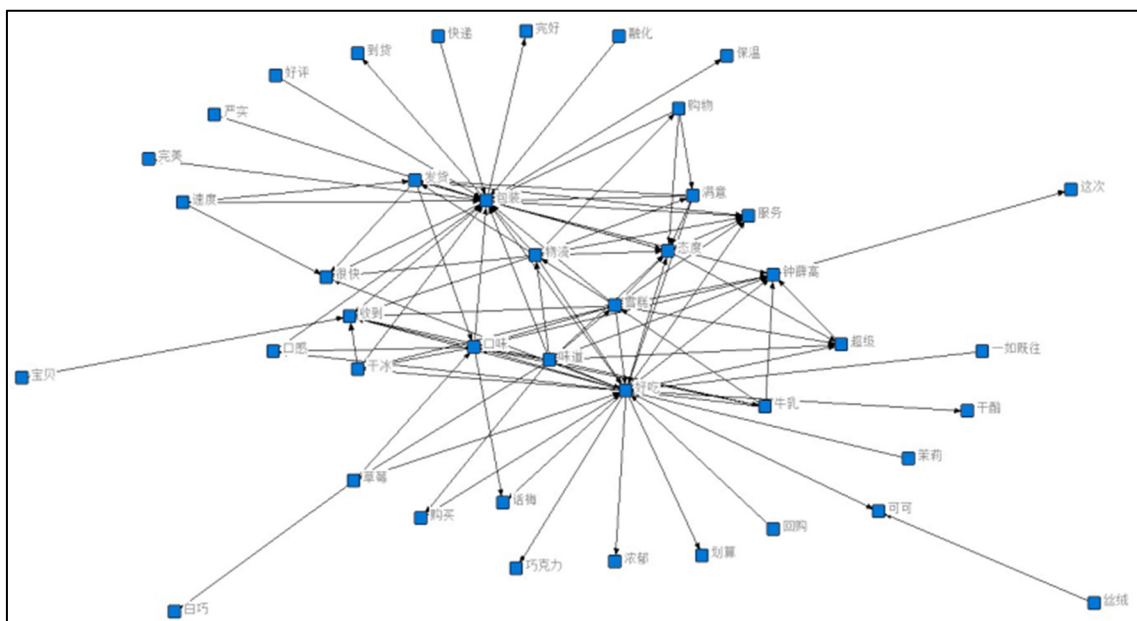 快递
完好
融化
到货
保温
好评
购物
严实
完美
发货
这次
满意
速度
包装
服务
态度
物流
钟薛高
很快
雪糕
收到
口味
超级
口感
味道
一如既往
干冰
宝贝
好吃
牛乳
干酪
茉莉
草莓
话梅
可可
购买
回购
划算
浓郁
巧克力
丝绒
白巧